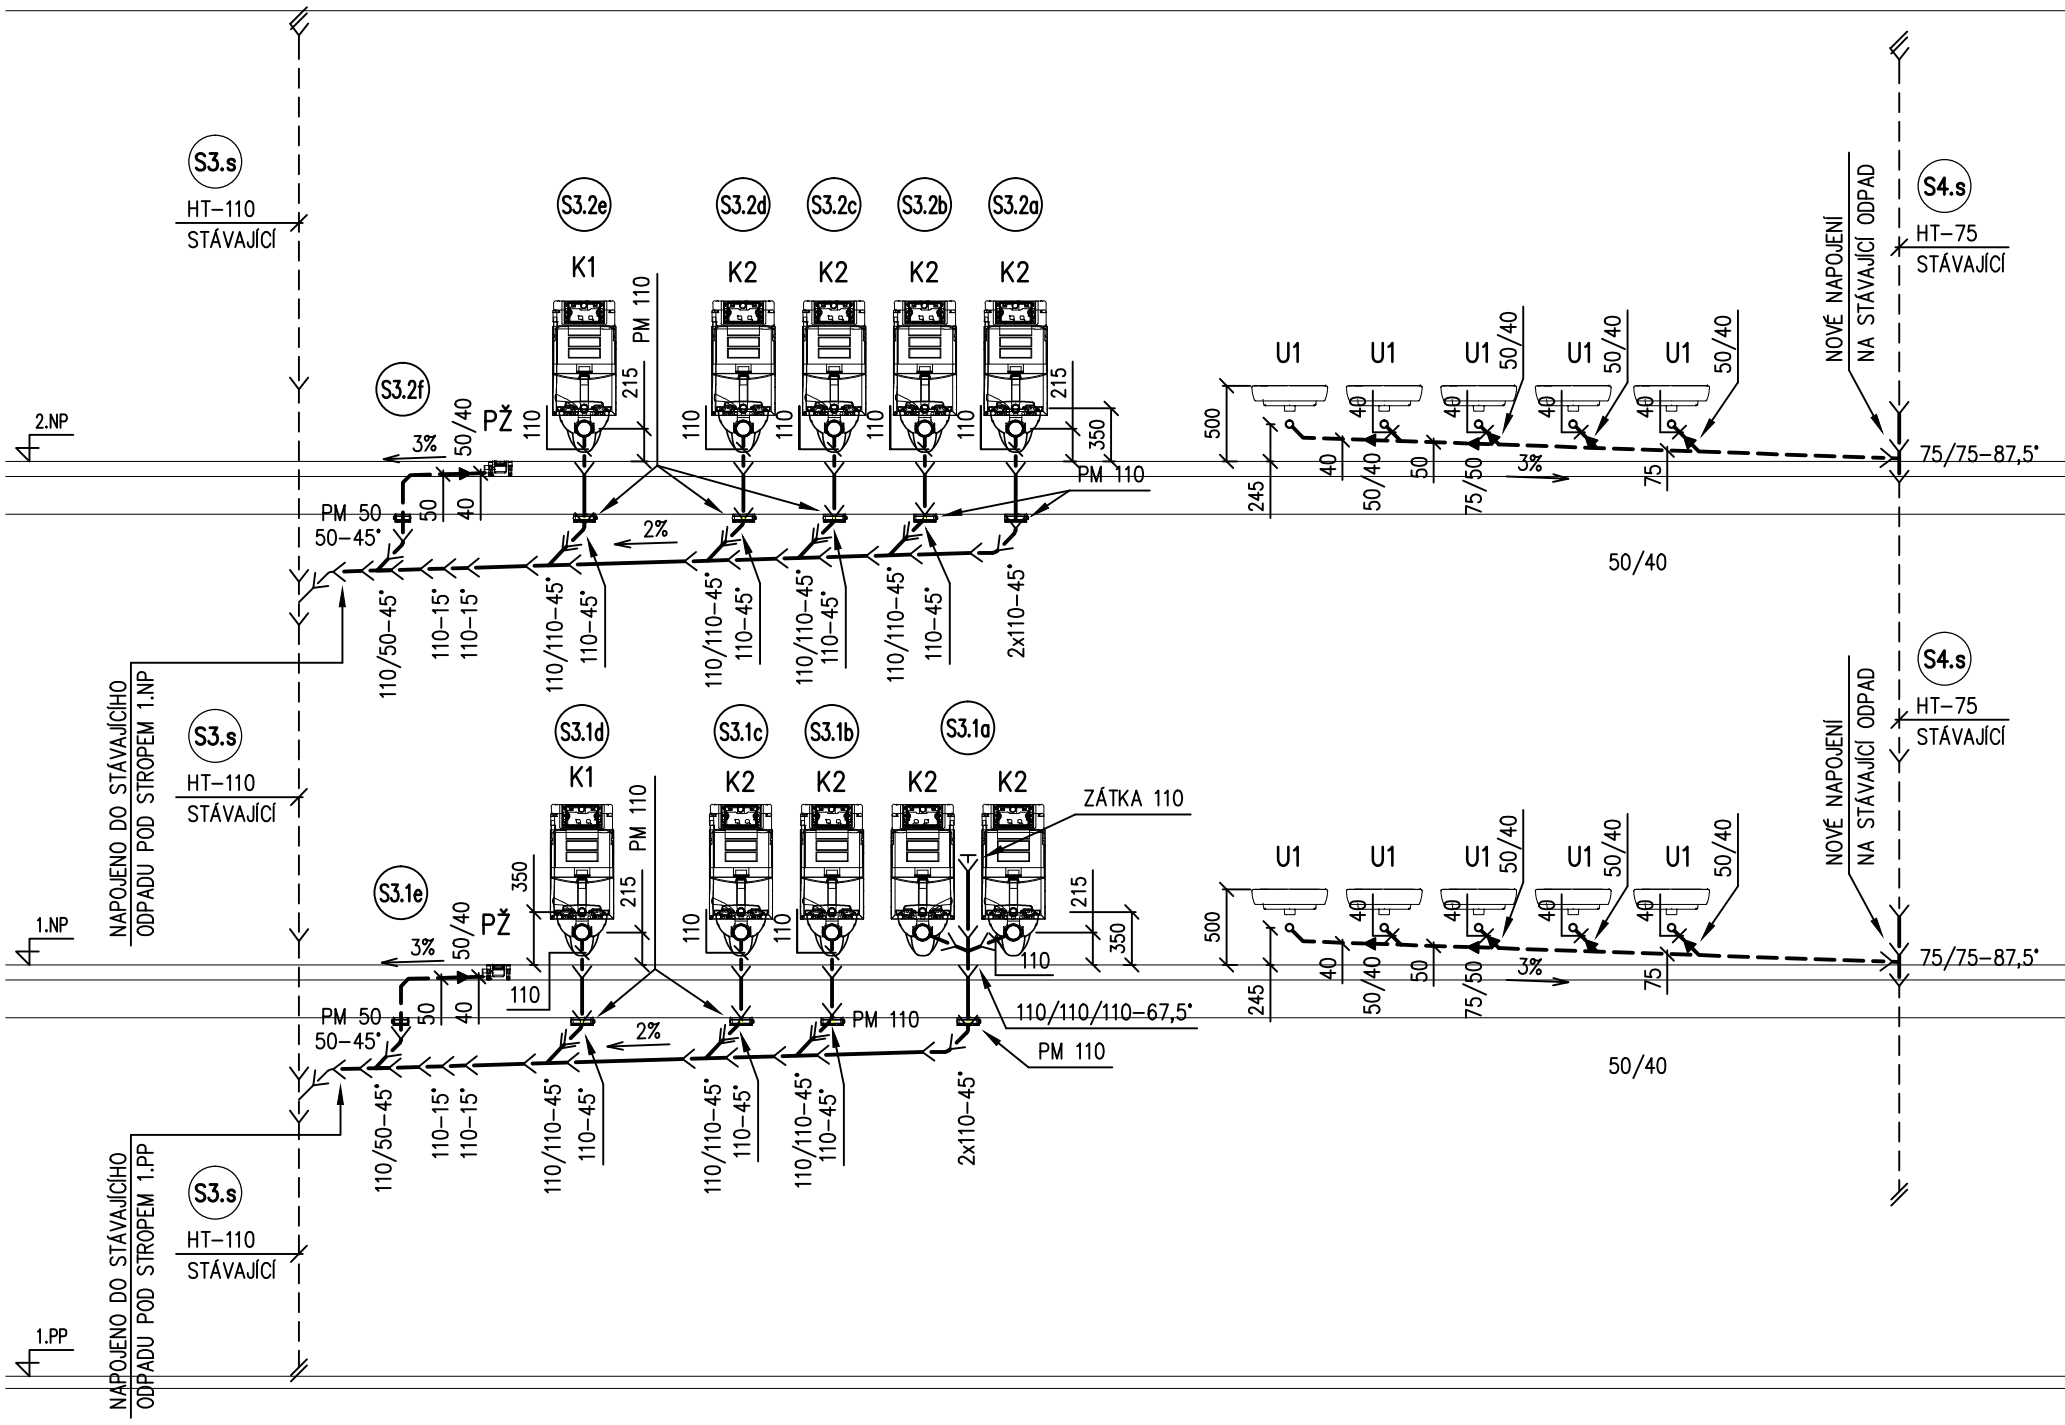 S3.s
HT-110
STÁVAJÍCÍ
S3.2e
S3.2d
S3.2c
S3.2b
S3.2a
K1
K2
K2
K2
K2
PM 110
215
215
350
110
110
110
110
110
S3.2f
PŽ
50/40
3%
2.NP
50
40
PM 50
50-45°
2%
PM 110
110/50-45°
110-15°
110-15°
110/110-45°
110-45°
110/110-45°
110-45°
110/110-45°
110-45°
110/110-45°
110-45°
2x110-45°
NAPOJENO DO STÁVAJÍCÍHO
ODPADU POD STROPEM 1.NP
U1
U1
U1
U1
U1
50/40
50/40
50/40
40
40
40
40
500
245
40
50/40
50
75/50
3%
75
50/40
NOVÉ NAPOJENÍ
NA STÁVAJÍCÍ ODPAD
S4.s
HT-75
STÁVAJÍCÍ
75/75-87,5°
S3.s
HT-110
STÁVAJÍCÍ
S3.1d
S3.1c
S3.1b
S3.1a
K1
K2
K2
K2
K2
ZÁTKA 110
PM 110
350
215
215
350
110
110
110
110
S3.1e
PŽ
50/40
3%
1.NP
50
40
PM 50
50-45°
2%
PM 110
110/110/110-67,5°
PM 110
110/50-45°
110-15°
110-15°
110/110-45°
110-45°
110/110-45°
110-45°
110/110-45°
110-45°
2x110-45°
NAPOJENO DO STÁVAJÍCÍHO
ODPADU POD STROPEM 1.PP
U1
U1
U1
U1
U1
50/40
50/40
50/40
40
40
40
40
500
245
40
50/40
50
75/50
3%
75
50/40
NOVÉ NAPOJENÍ
NA STÁVAJÍCÍ ODPAD
S4.s
HT-75
STÁVAJÍCÍ
75/75-87,5°
S3.s
HT-110
STÁVAJÍCÍ
1.PP